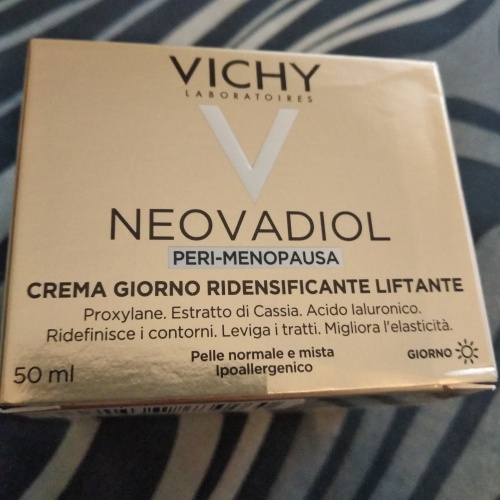 VICHY
LABORATOIRES
V
NEOVADIOL
PERI-MENOPAUSA
CREMA GIORNO RIDENSIFICANTE LIFTANTE
Proxylane. Estratto di Cassia. Acido Ialuronico.
Ridefinisce i contorni. Leviga i tratti. Migliora l'elasticità.
Pelle normale e mista
Ipoallergenico
GIORNO
50 ml